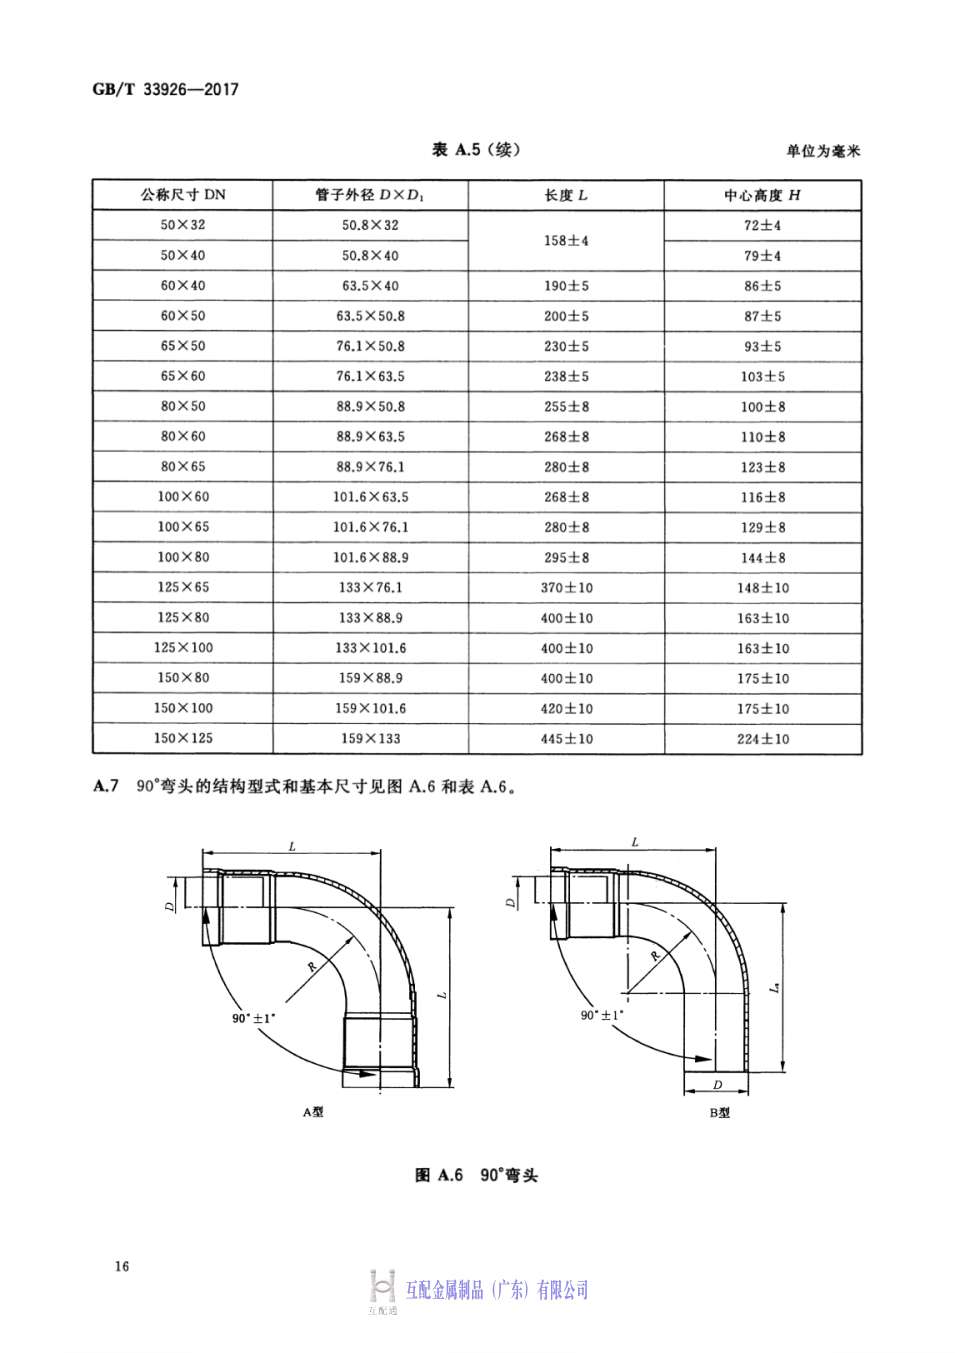 GB/T 33926—2017
表 A.5（续）
单位为毫米
公称尺寸 DN 管子外径 D×D₁ 长度 L 中心高度 H
50×32 50.8×32 158±4 72±4
50×40 50.8×40 79±4
60×40 63.5×40 190±5 86±5
60×50 63.5×50.8 200±5 87±5
65×50 76.1×50.8 230±5 93±5
65×60 76.1×63.5 238±5 103±5
80×50 88.9×50.8 255±8 100±8
80×60 88.9×63.5 268±8 110±8
80×65 88.9×76.1 280±8 123±8
100×60 101.6×63.5 268±8 116±8
100×65 101.6×76.1 280±8 129±8
100×80 101.6×88.9 295±8 144±8
125×65 133×76.1 370±10 148±10
125×80 133×88.9 400±10 163±10
125×100 133×101.6 400±10 163±10
150×80 159×88.9 400±10 175±10
150×100 159×101.6 420±10 175±10
150×125 159×133 445±10 224±10
A.7 90°弯头的结构型式和基本尺寸见图 A.6 和表 A.6。
L
D
R
L
90°±1°
A型
L
D
R
Lₐ
90°±1°
D
B型
图 A.6 90°弯头
16
互配金属制品（广东）有限公司
互配通